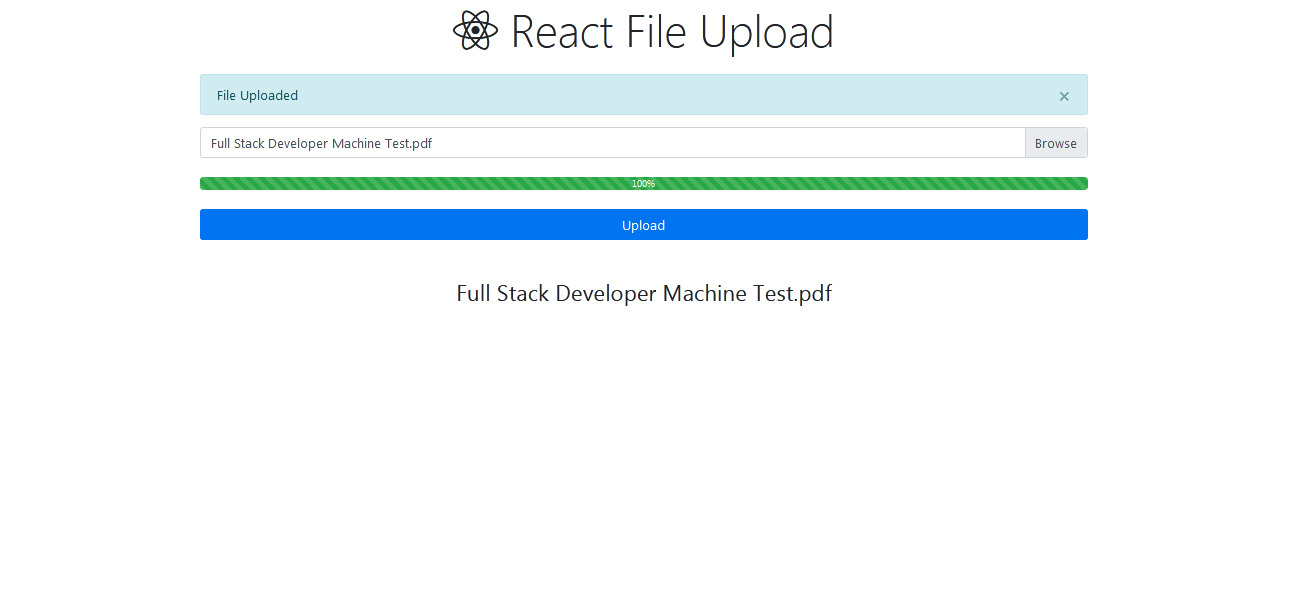 React File Upload
File Uploaded ×
Full Stack Developer Machine Test.pdf Browse
100%
Upload
Full Stack Developer Machine Test.pdf